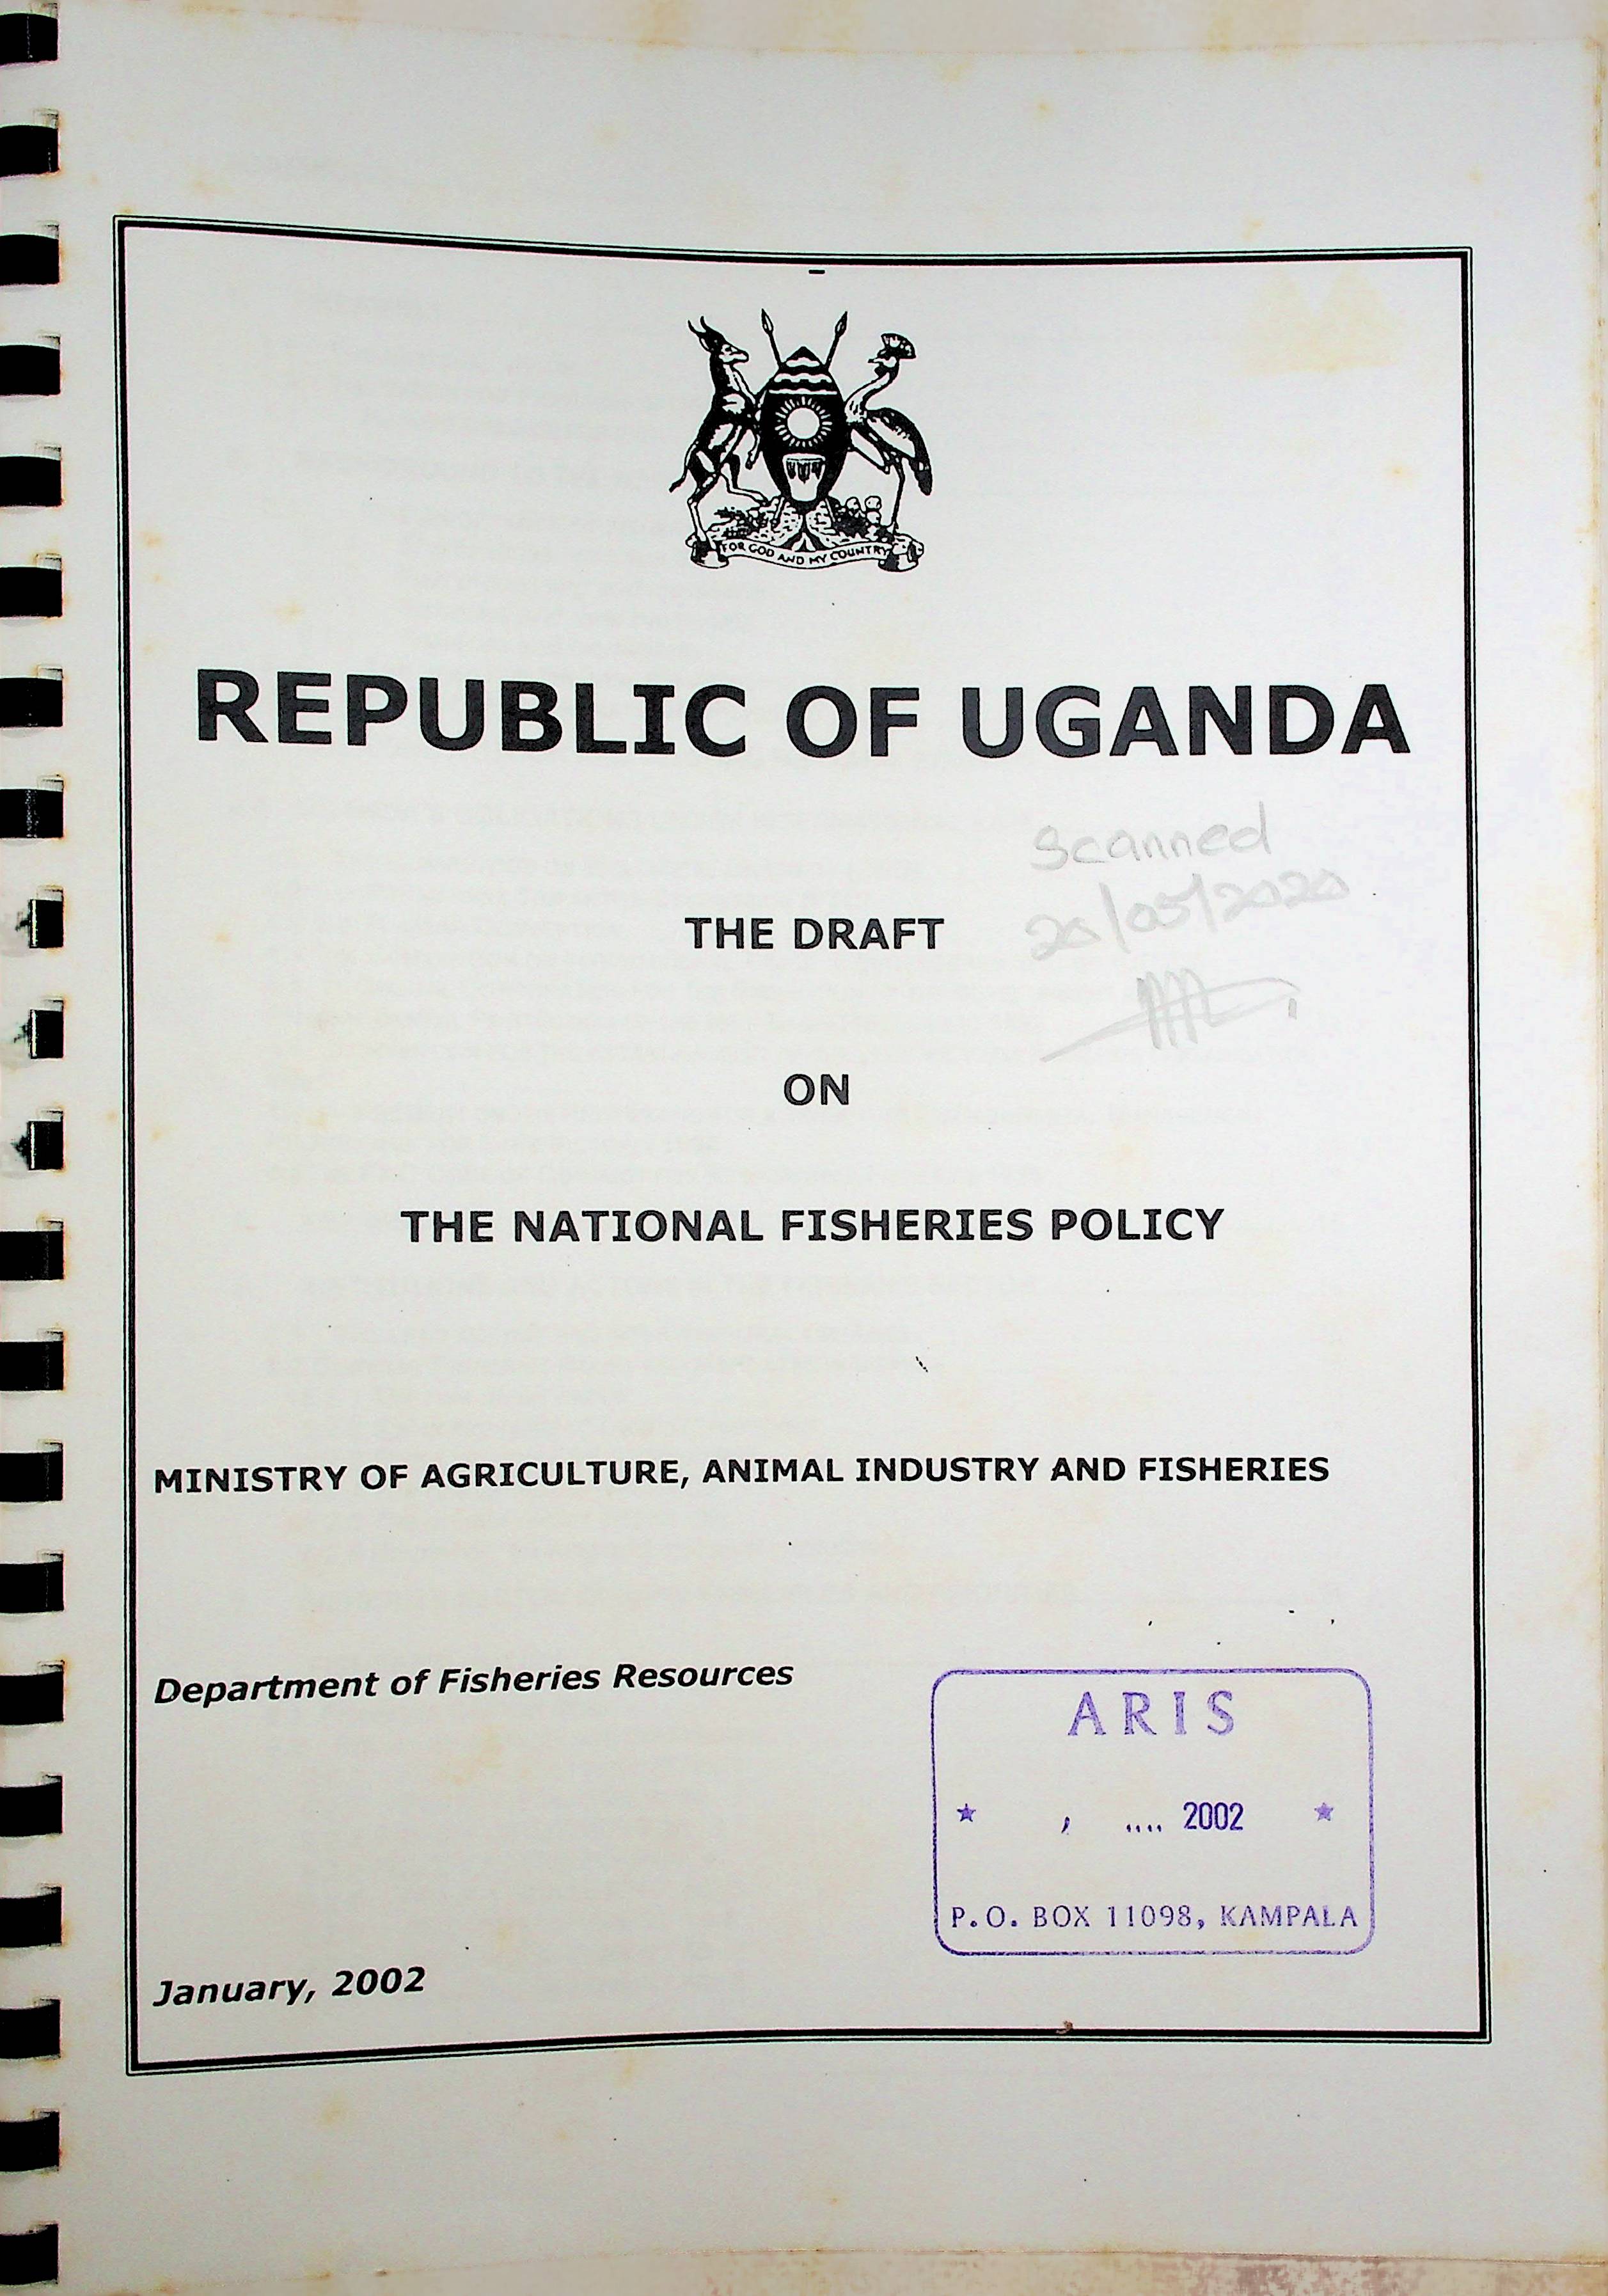 FOR GOD AND MY COUNTRY
REPUBLIC OF UGANDA
Scanned
20/05/2020
THE DRAFT
ON
THE NATIONAL FISHERIES POLICY
MINISTRY OF AGRICULTURE, ANIMAL INDUSTRY AND FISHERIES
Department of Fisheries Resources
ARIS
* , .... 2002 *
P.O. BOX 11098, KAMPALA
January, 2002